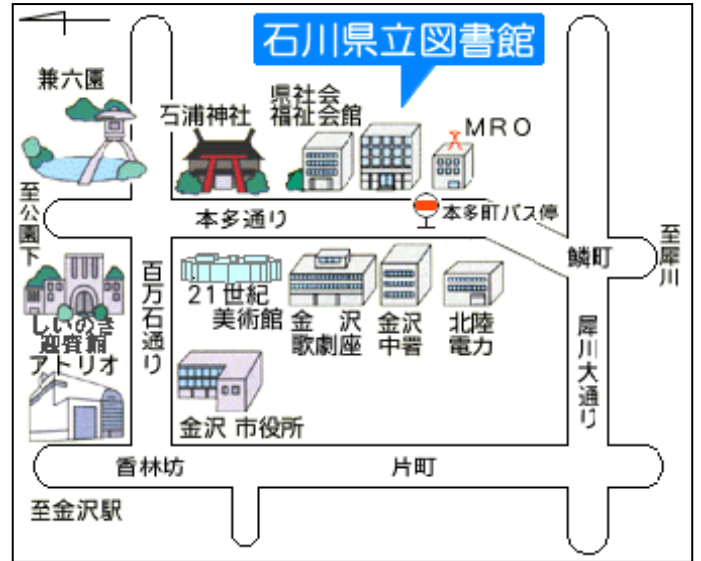 石川県立図書館
兼六園
石浦神社
県社会
福祉会館
MRO
至公園下
本多通り
本多町バス停
至犀川
鱗町
百万石通り
21世紀
美術館
金沢
歌劇座
金沢
中署
北陸
電力
しいのき
迎賓館
アトリオ
犀川大通り
金沢市役所
香林坊
片町
至金沢駅